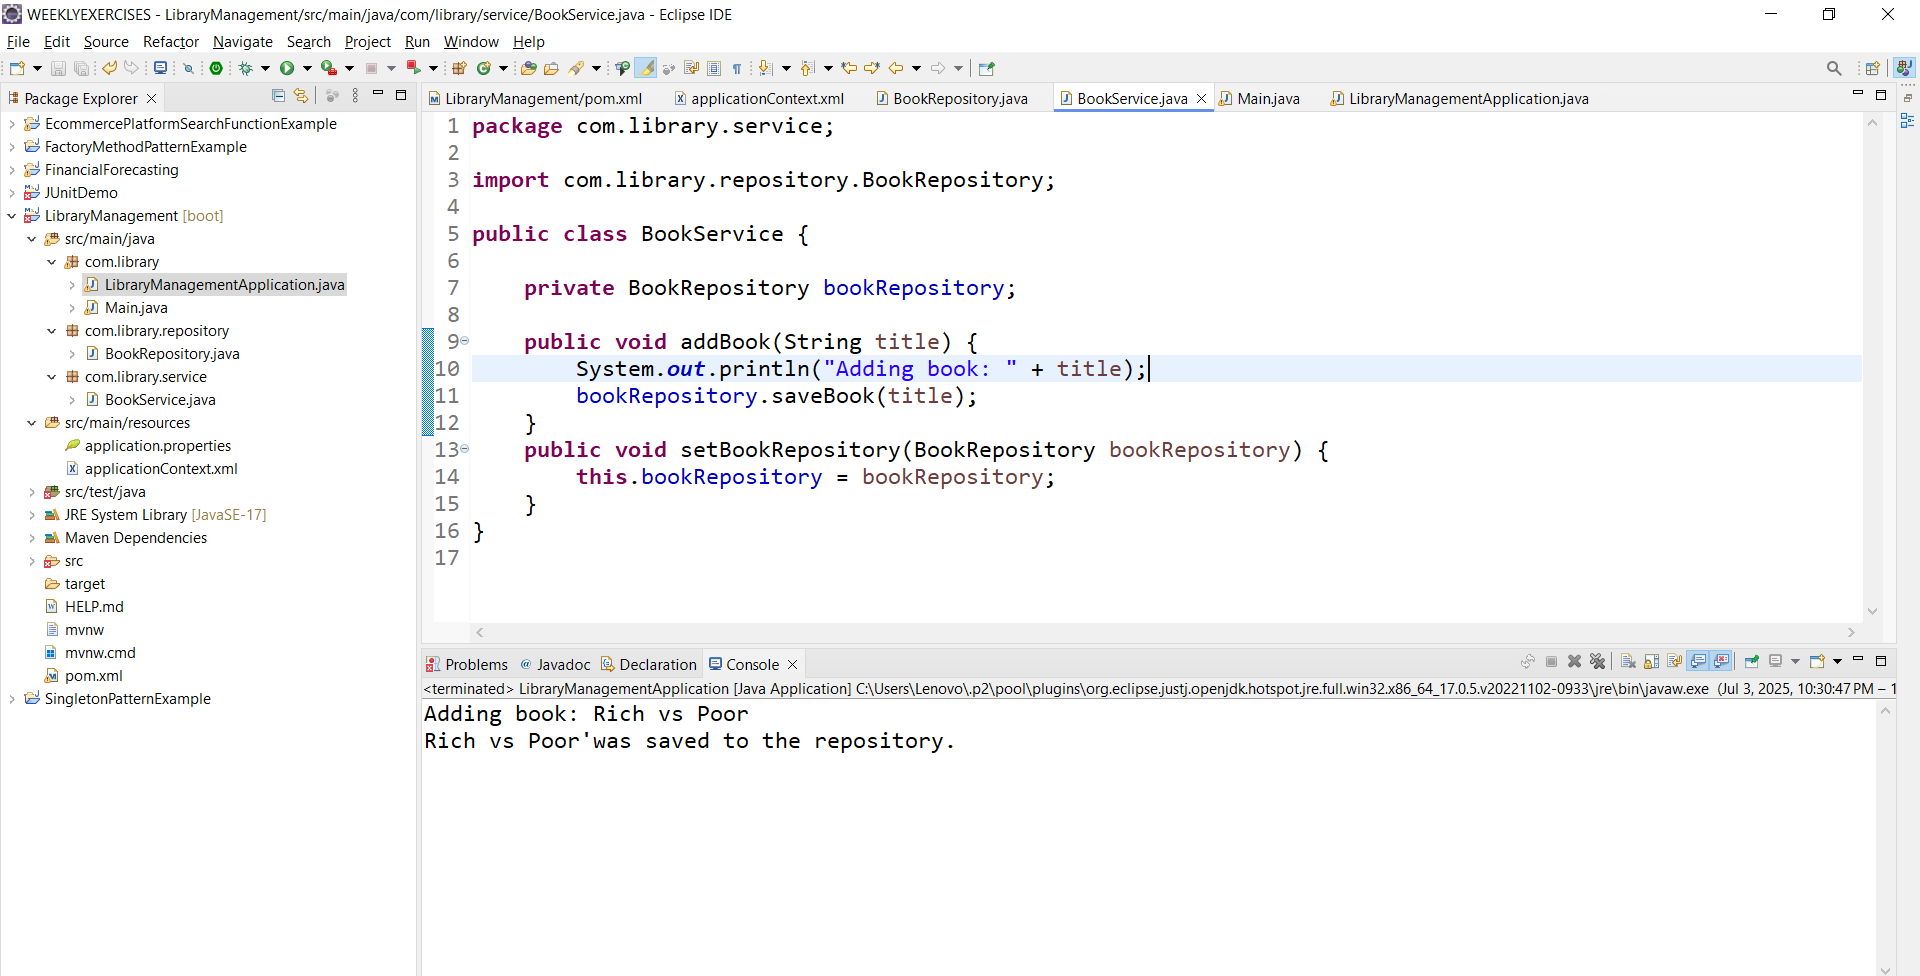 WEEKLYEXERCISES - LibraryManagement/src/main/java/com/library/service/BookService.java - Eclipse IDE
File Edit Source Refactor Navigate Search Project Run Window Help
Package Explorer
EcommercePlatformSearchFunctionExample
FactoryMethodPatternExample
FinancialForecasting
JUnitDemo
LibraryManagement [boot]
src/main/java
com.library
LibraryManagementApplication.java
Main.java
com.library.repository
BookRepository.java
com.library.service
BookService.java
src/main/resources
application.properties
applicationContext.xml
src/test/java
JRE System Library [JavaSE-17]
Maven Dependencies
src
target
HELP.md
mvnw
mvnw.cmd
pom.xml
SingletonPatternExample
LibraryManagement/pom.xml applicationContext.xml BookRepository.java BookService.java Main.java LibraryManagementApplication.java
1 package com.library.service;
2
3 import com.library.repository.BookRepository;
4
5 public class BookService {
6
7     private BookRepository bookRepository;
8
9     public void addBook(String title) {
10         System.out.println("Adding book: " + title);
11         bookRepository.saveBook(title);
12     }
13     public void setBookRepository(BookRepository bookRepository) {
14         this.bookRepository = bookRepository;
15     }
16 }
17
Problems @ Javadoc Declaration Console
<terminated> LibraryManagementApplication [Java Application] C:\Users\Lenovo\.p2\pool\plugins\org.eclipse.justj.openjdk.hotspot.jre.full.win32.x86_64_17.0.5.v20221102-0933\jre\bin\javaw.exe (Jul 3, 2025, 10:30:47 PM – 1
Adding book: Rich vs Poor
Rich vs Poor'was saved to the repository.